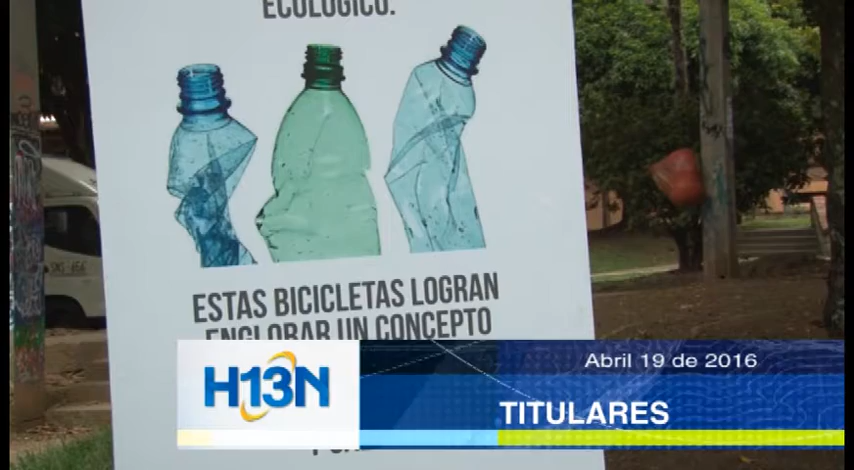 ECOLÓGICO.
ESTAS BICICLETAS LOGRAN
ENGLOBAR UN CONCEPTO
H13N
Abril 19 de 2016
TITULARES